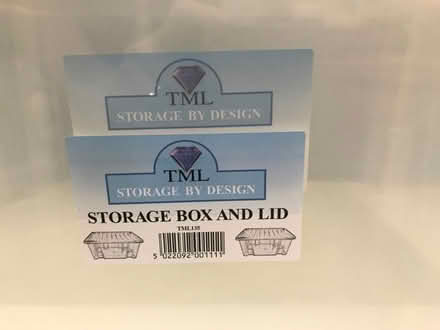 TML
STORAGE BY DESIGN
TML
STORAGE BY DESIGN
STORAGE BOX AND LID
TML135
5 022092 001111